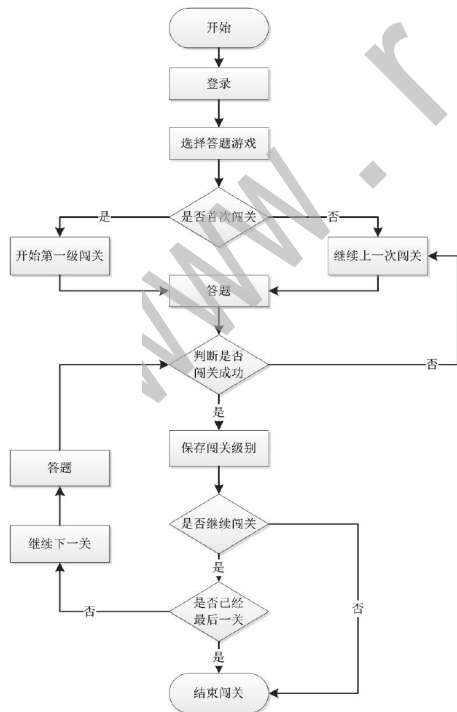 开始
登录
选择答题游戏
是否首次闯关
是
否
开始第一级闯关
继续上一次闯关
答题
判断是否
闯关成功
否
是
保存闯关级别
答题
是否继续闯关
继续下一关
是
否
是否已经
最后一关
否
是
结束闯关
www.r